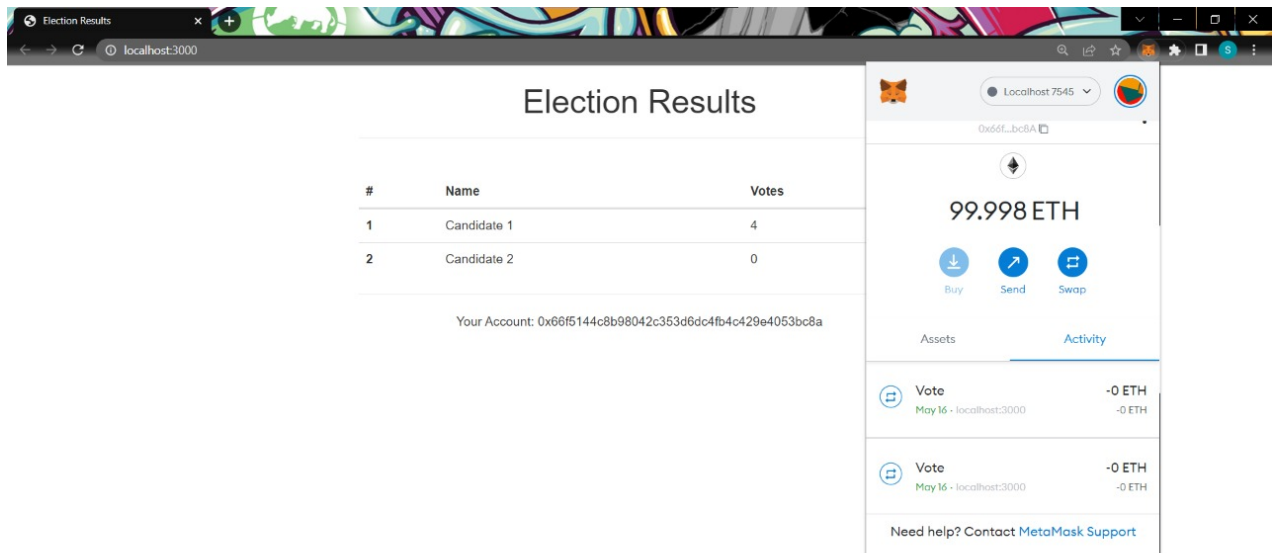 Election Results
localhost:3000
S
Election Results
# Name Votes
1 Candidate 1 4
2 Candidate 2 0
Your Account: 0x66f5144c8b98042c353d6dc4fb4c429e4053bc8a
Localhost 7545
0x66f...bc8A
99.998 ETH
Buy Send Swap
Assets Activity
Vote -0 ETH
May 16 - localhost:3000 -0 ETH
Vote -0 ETH
May 16 - localhost:3000 -0 ETH
Need help? Contact MetaMask Support